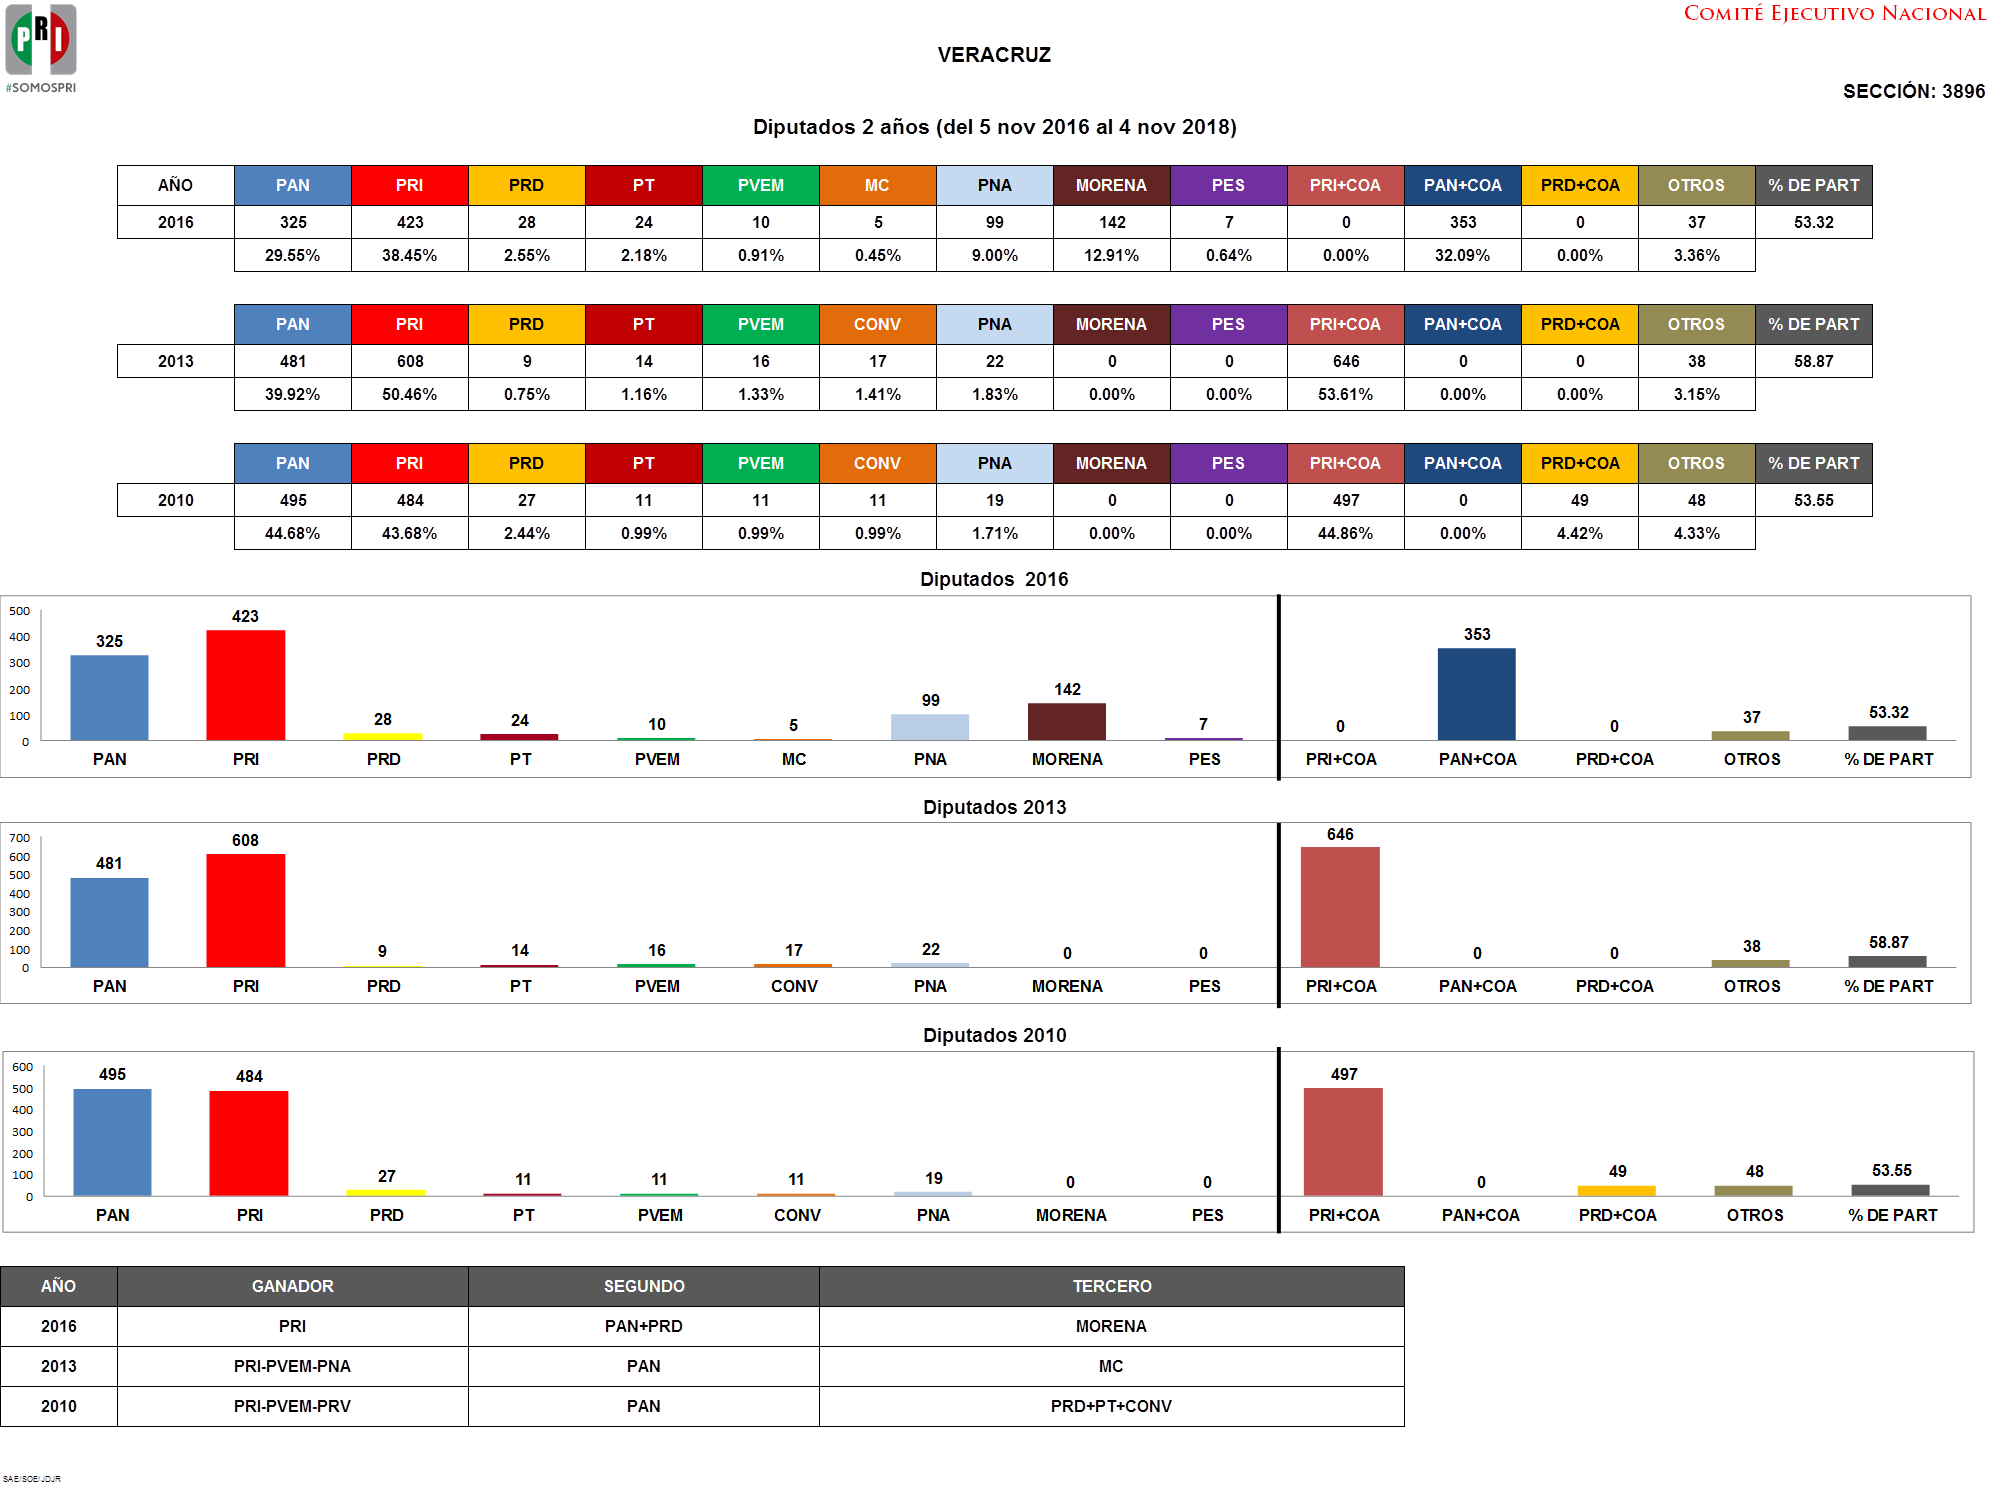 PRI
#SOMOSPRI
COMITÉ EJECUTIVO NACIONAL
VERACRUZ
SECCIÓN: 3896
Diputados 2 años (del 5 nov 2016 al 4 nov 2018)
AÑO PAN PRI PRD PT PVEM MC PNA MORENA PES PRI+COA PAN+COA PRD+COA OTROS % DE PART
2016 325 423 28 24 10 5 99 142 7 0 353 0 37 53.32
29.55% 38.45% 2.55% 2.18% 0.91% 0.45% 9.00% 12.91% 0.64% 0.00% 32.09% 0.00% 3.36%
PAN PRI PRD PT PVEM CONV PNA MORENA PES PRI+COA PAN+COA PRD+COA OTROS % DE PART
2013 481 608 9 14 16 17 22 0 0 646 0 0 38 58.87
39.92% 50.46% 0.75% 1.16% 1.33% 1.41% 1.83% 0.00% 0.00% 53.61% 0.00% 0.00% 3.15%
PAN PRI PRD PT PVEM CONV PNA MORENA PES PRI+COA PAN+COA PRD+COA OTROS % DE PART
2010 495 484 27 11 11 11 19 0 0 497 0 49 48 53.55
44.68% 43.68% 2.44% 0.99% 0.99% 0.99% 1.71% 0.00% 0.00% 44.86% 0.00% 4.42% 4.33%
Diputados 2016
500
400
300
200
100
0
325 423 28 24 10 5 99 142 7 0 353 0 37 53.32
PAN PRI PRD PT PVEM MC PNA MORENA PES PRI+COA PAN+COA PRD+COA OTROS % DE PART
Diputados 2013
700
600
500
400
300
200
100
0
481 608 9 14 16 17 22 0 0 646 0 0 38 58.87
PAN PRI PRD PT PVEM CONV PNA MORENA PES PRI+COA PAN+COA PRD+COA OTROS % DE PART
Diputados 2010
600
500
400
300
200
100
0
495 484 27 11 11 11 19 0 0 497 0 49 48 53.55
PAN PRI PRD PT PVEM CONV PNA MORENA PES PRI+COA PAN+COA PRD+COA OTROS % DE PART
AÑO GANADOR SEGUNDO TERCERO
2016 PRI PAN+PRD MORENA
2013 PRI-PVEM-PNA PAN MC
2010 PRI-PVEM-PRV PAN PRD+PT+CONV
SAE/SOE/JDJR